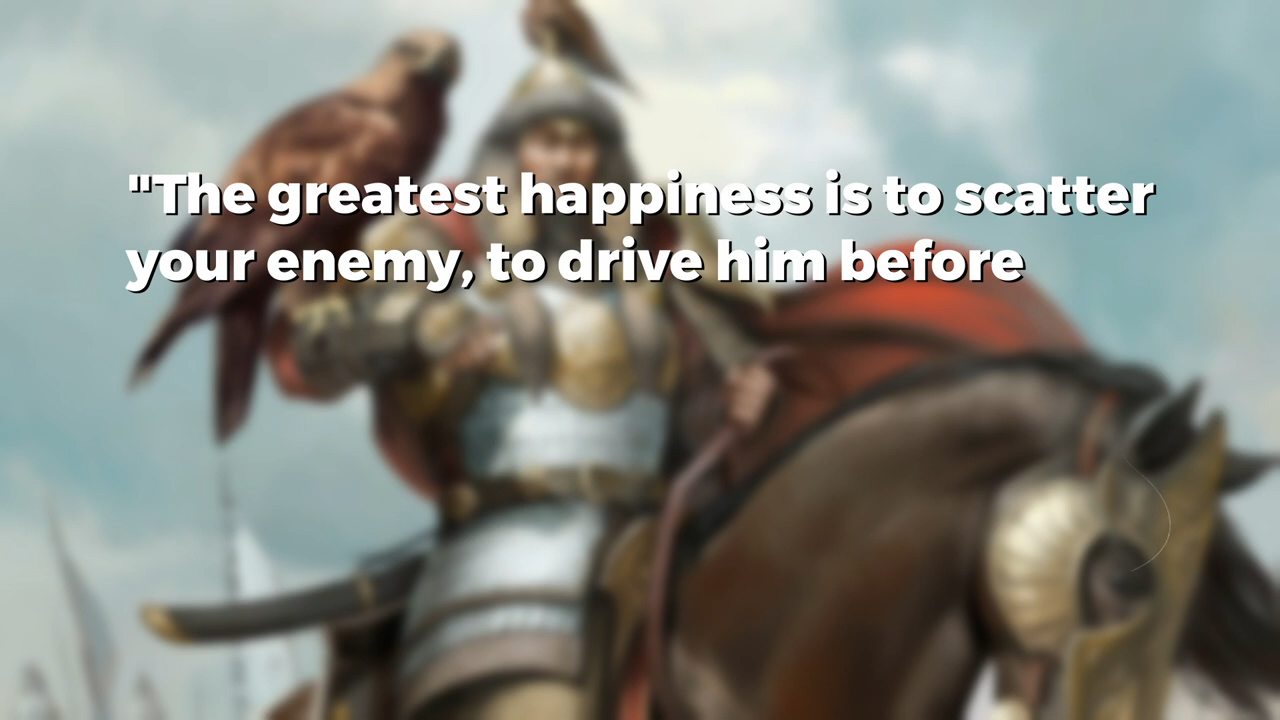 "The greatest happiness is to scatter
your enemy, to drive him before